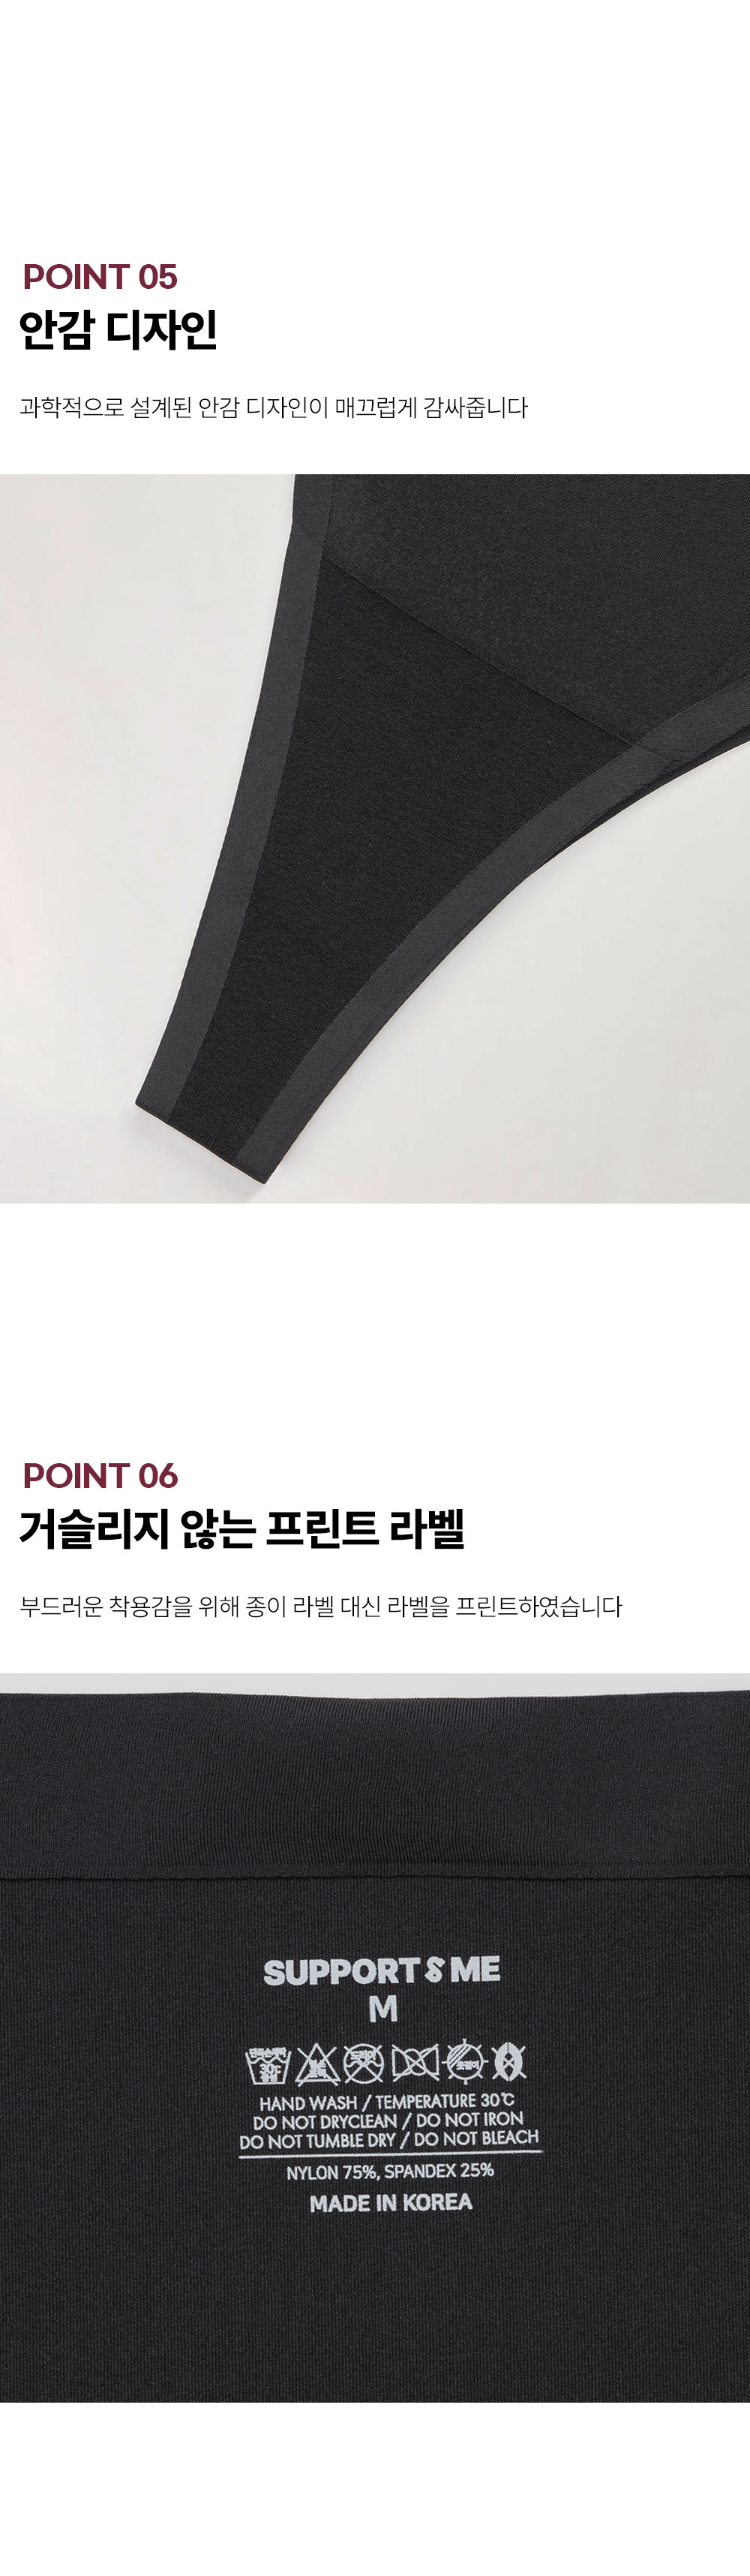 POINT 05
안감 디자인
과학적으로 설계된 안감 디자인이 매끄럽게 감싸줍니다
POINT 06
거슬리지 않는 프린트 라벨
부드러운 착용감을 위해 종이 라벨 대신 라벨을 프린트하였습니다
SUPPORT & ME
M
30℃
HAND WASH / TEMPERATURE 30℃
DO NOT DRYCLEAN / DO NOT IRON
DO NOT TUMBLE DRY / DO NOT BLEACH
NYLON 75%, SPANDEX 25%
MADE IN KOREA